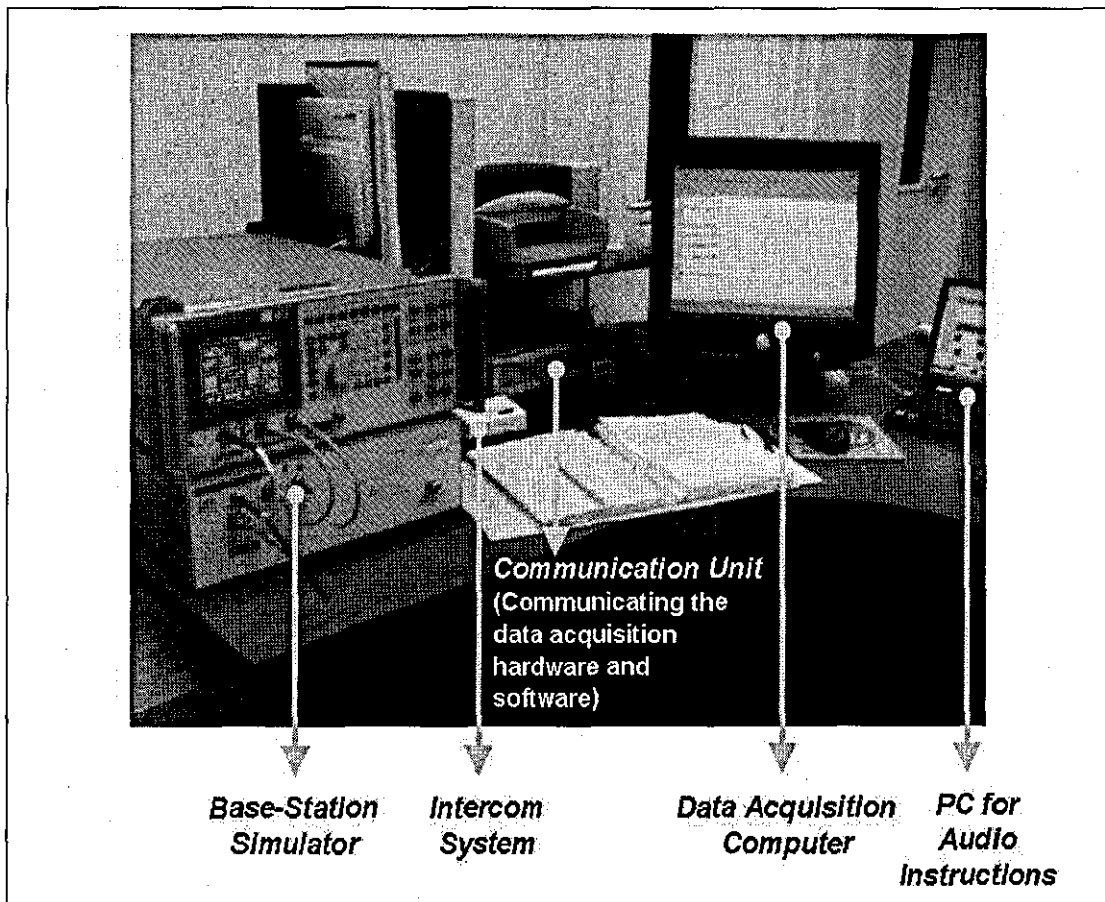 Communication Unit
(Communicating the
data acquisition
hardware and
software)
Base-Station
Simulator
Intercom
System
Data Acquisition
Computer
PC for
Audio
Instructions